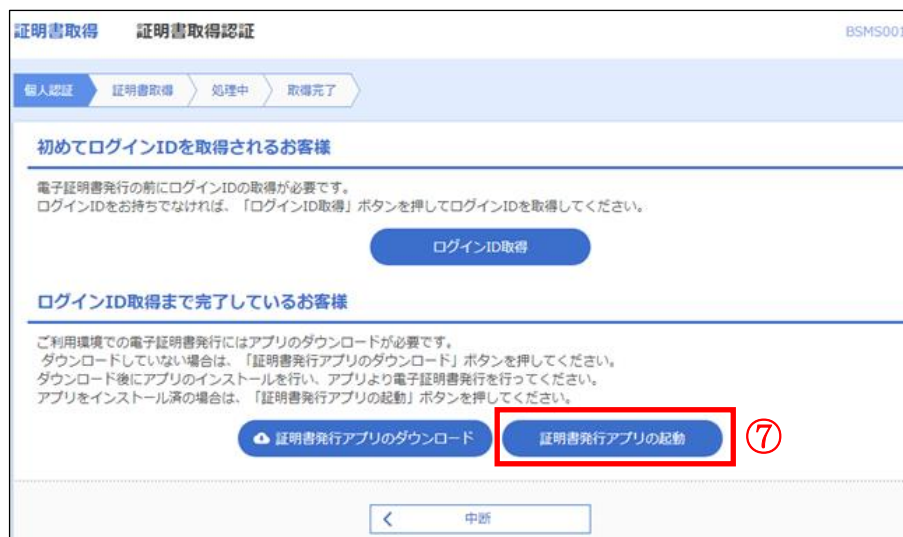 証明書取得 証明書取得認証 BSMS001
個人認証 証明書取得 処理中 取得完了
初めてログインIDを取得されるお客様
電子証明書発行の前にログインIDの取得が必要です。
ログインIDをお持ちでなければ、「ログインID取得」ボタンを押してログインIDを取得してください。
ログインID取得
ログインID取得まで完了しているお客様
ご利用環境での電子証明書発行にはアプリのダウンロードが必要です。
ダウンロードしていない場合は、「証明書発行アプリのダウンロード」ボタンを押してください。
ダウンロード後にアプリのインストールを行い、アプリより電子証明書発行を行ってください。
アプリをインストール済の場合は、「証明書発行アプリの起動」ボタンを押してください。
証明書発行アプリのダウンロード 証明書発行アプリの起動 ⑦
中断